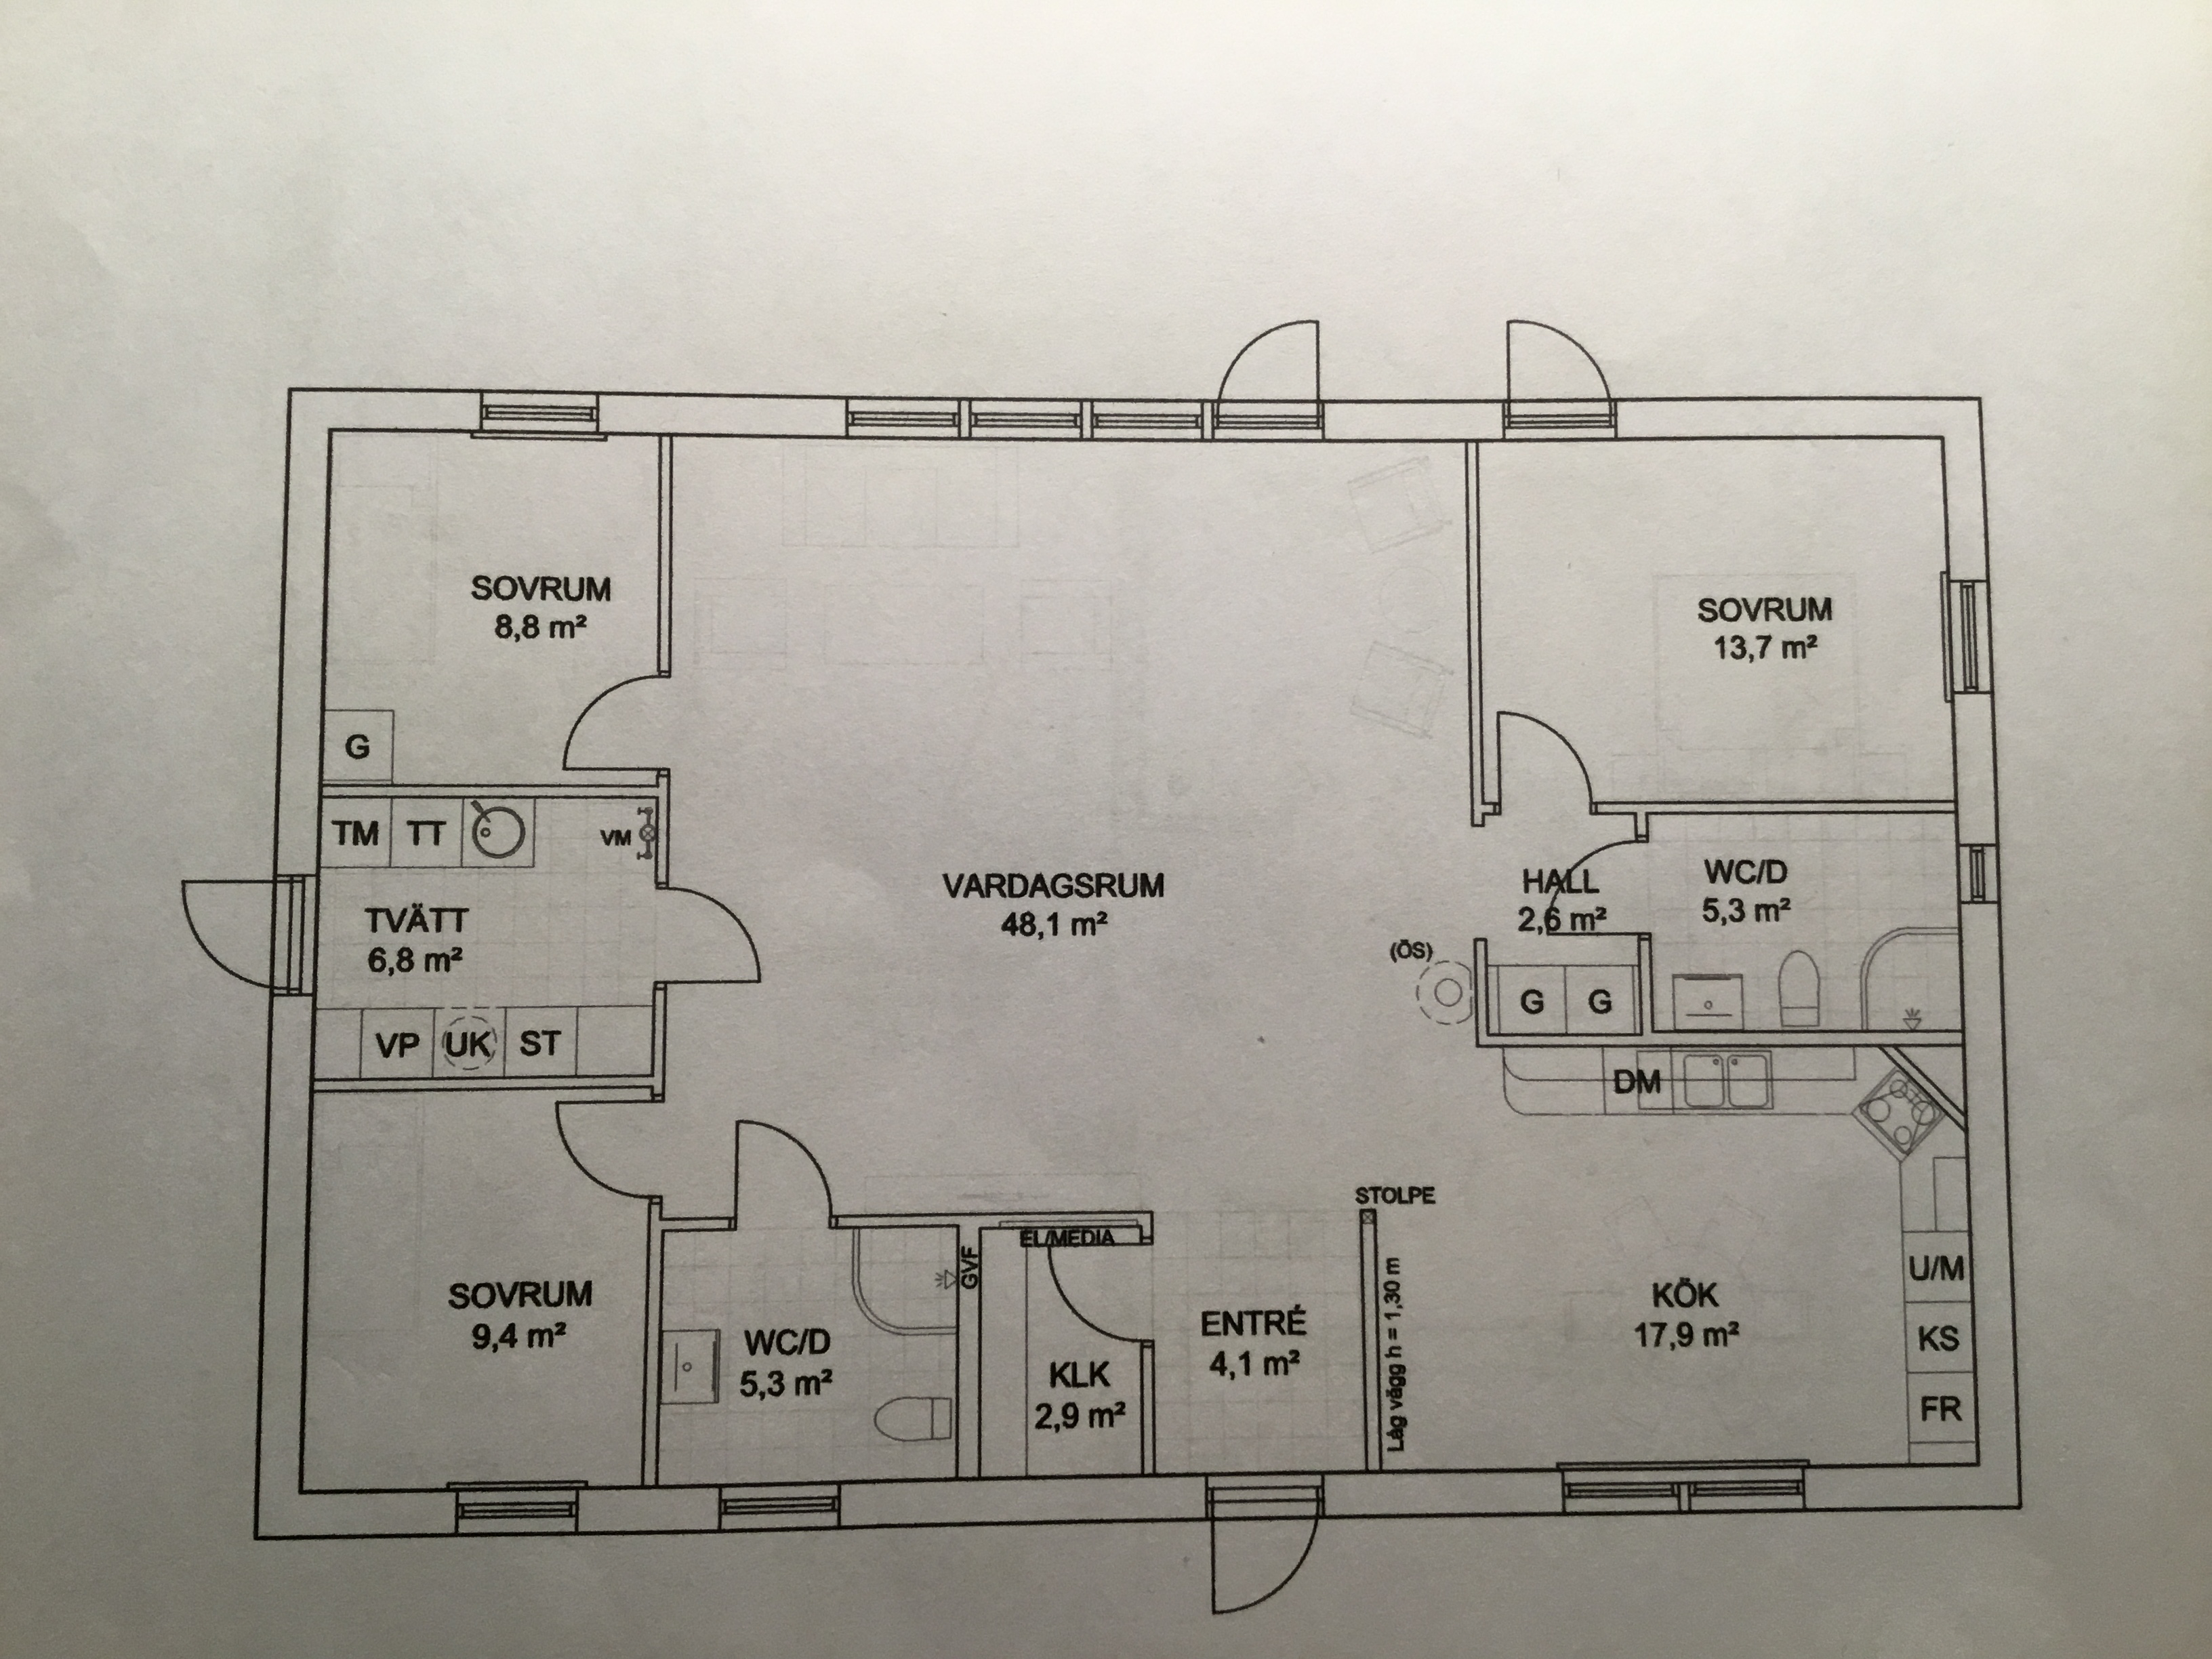 SOVRUM
8,8 m²
G
SOVRUM
13,7 m²
TM TT
VM
TVÄTT
6,8 m²
VP UK ST
VARDAGSRUM
48,1 m²
HALL
2,6 m²
WC/D
5,3 m²
(ÖS)
G G
DM
STOLPE
Låg vägg h = 1,30 m
EL/MEDIA
GVF
SOVRUM
9,4 m²
WC/D
5,3 m²
KLK
2,9 m²
ENTRÉ
4,1 m²
KÖK
17,9 m²
U/M
KS
FR